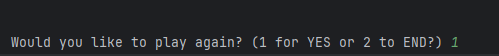 Would you like to play again? (1 for YES or 2 to END?) 1